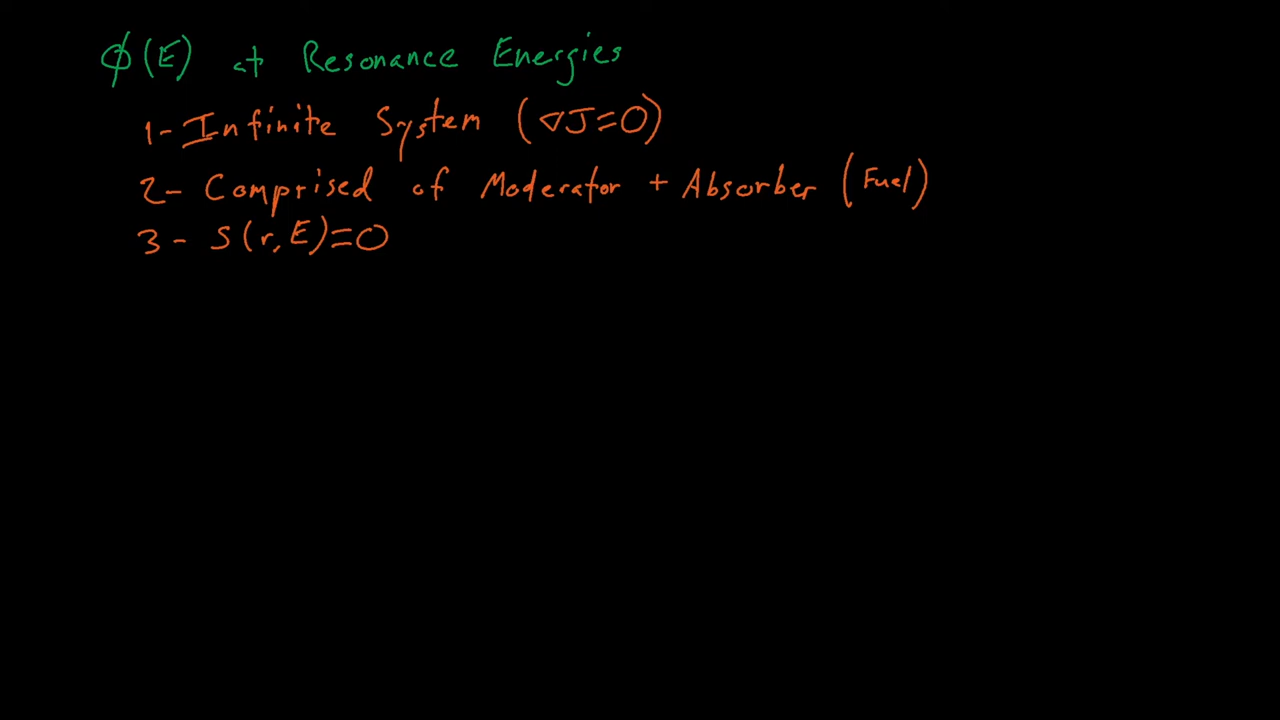 ϕ(E) at Resonance Energies
1- Infinite System (∇J=0)
2- Comprised of Moderator + Absorber (Fuel)
3- S(r,E)=0